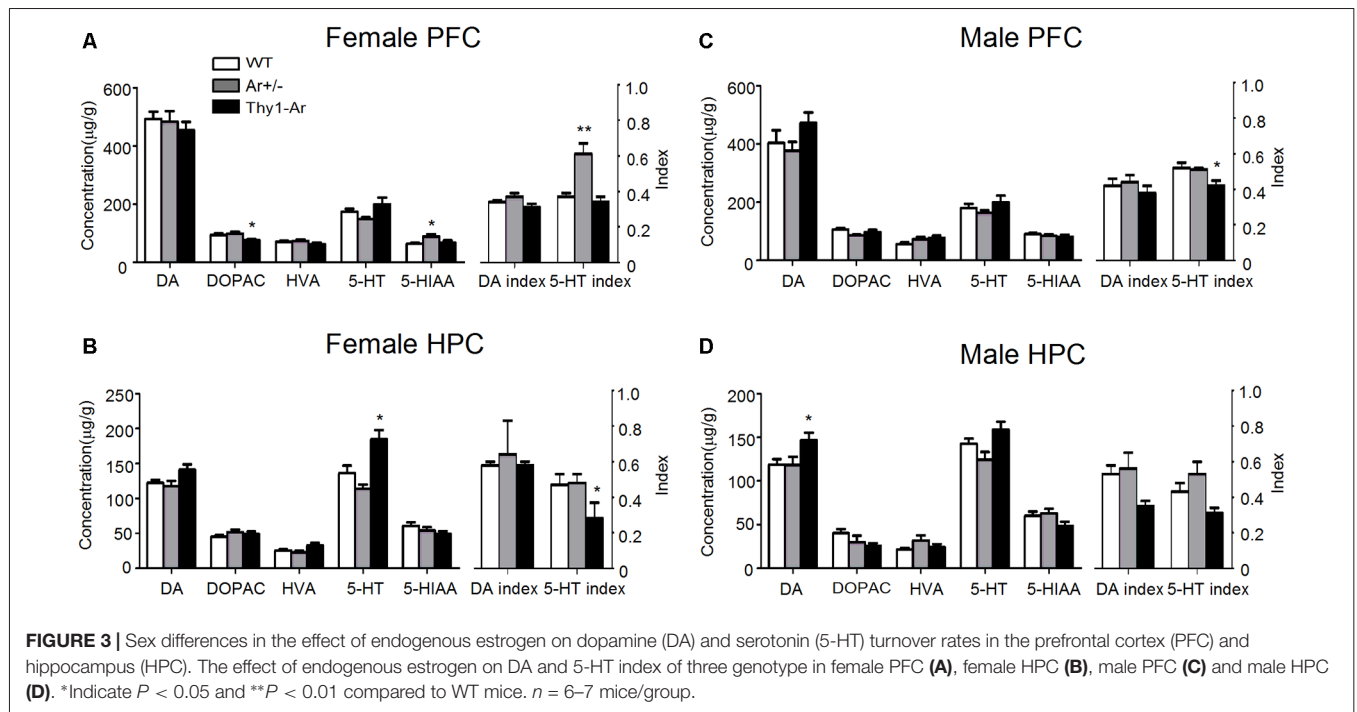 A
Female PFC
WT
Ar+/-
Thy1-Ar
Concentration(µg/g)
600
400
200
0
*
*
**
1.0
0.8
0.6
0.4
0.2
0
Index
DA DOPAC HVA 5-HT 5-HIAA DA index 5-HT index
C
Male PFC
Concentration(µg/g)
600
400
200
0
*
1.0
0.8
0.6
0.4
0.2
0
Index
DA DOPAC HVA 5-HT 5-HIAA DA index 5-HT index
B
Female HPC
Concentration(µg/g)
250
200
150
100
50
0
*
*
1.0
0.8
0.6
0.4
0.2
0
Index
DA DOPAC HVA 5-HT 5-HIAA DA index 5-HT index
D
Male HPC
Concentration(µg/g)
200
150
100
50
0
*
1.0
0.8
0.6
0.4
0.2
0
Index
DA DOPAC HVA 5-HT 5-HIAA DA index 5-HT index
FIGURE 3 | Sex differences in the effect of endogenous estrogen on dopamine (DA) and serotonin (5-HT) turnover rates in the prefrontal cortex (PFC) and
hippocampus (HPC). The effect of endogenous estrogen on DA and 5-HT index of three genotype in female PFC (A), female HPC (B), male PFC (C) and male HPC
(D). *Indicate P < 0.05 and **P < 0.01 compared to WT mice. n = 6–7 mice/group.